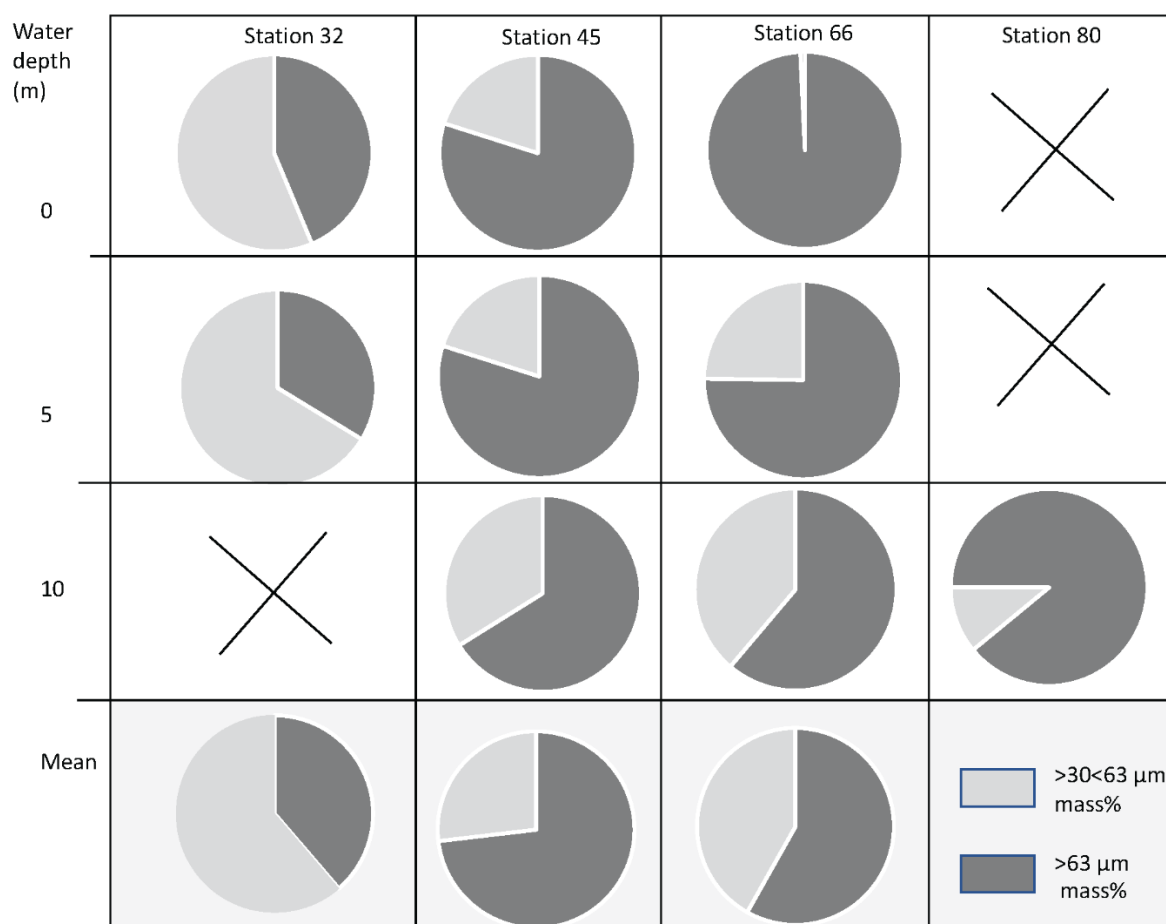 Water
depth
(m)
Station 32
Station 45
Station 66
Station 80
0
5
10
Mean
>30<63 µm
mass%
>63 µm
mass%